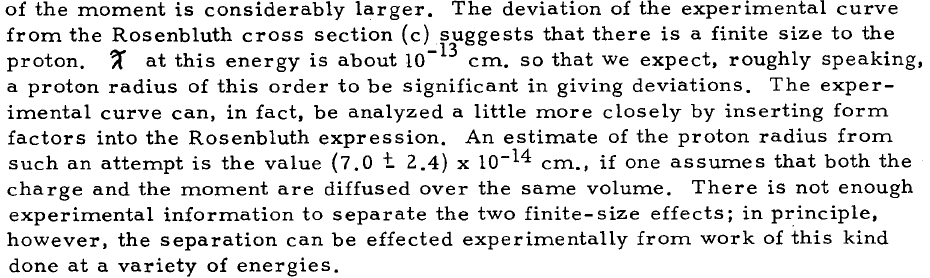 of the moment is considerably larger. The deviation of the experimental curve
from the Rosenbluth cross section (c) suggests that there is a finite size to the
proton. ƛ at this energy is about 10⁻¹³ cm. so that we expect, roughly speaking,
a proton radius of this order to be significant in giving deviations. The exper-
imental curve can, in fact, be analyzed a little more closely by inserting form
factors into the Rosenbluth expression. An estimate of the proton radius from
such an attempt is the value (7.0 ± 2.4) x 10⁻¹⁴ cm., if one assumes that both the
charge and the moment are diffused over the same volume. There is not enough
experimental information to separate the two finite-size effects; in principle,
however, the separation can be effected experimentally from work of this kind
done at a variety of energies.